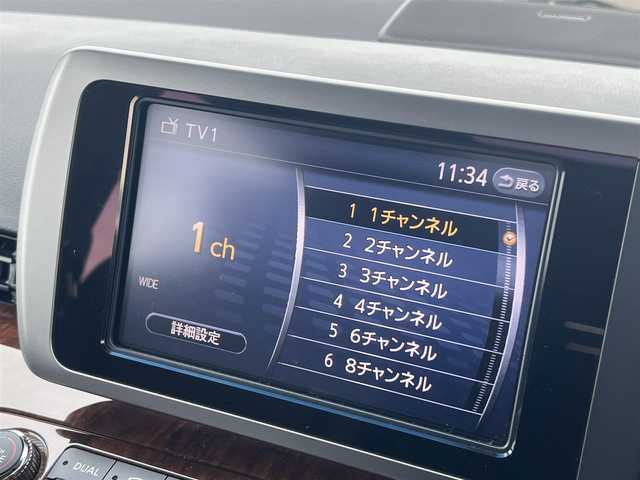 TV1
11:34
戻る
1 1チャンネル
2 2チャンネル
3 3チャンネル
4 4チャンネル
5 6チャンネル
6 8チャンネル
1 ch
WIDE
詳細設定
DUAL